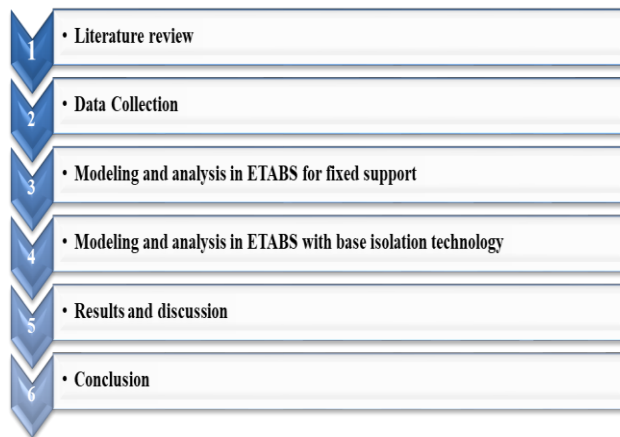 1 • Literature review
2 • Data Collection
3 • Modeling and analysis in ETABS for fixed support
4 • Modeling and analysis in ETABS with base isolation technology
5 • Results and discussion
6 • Conclusion